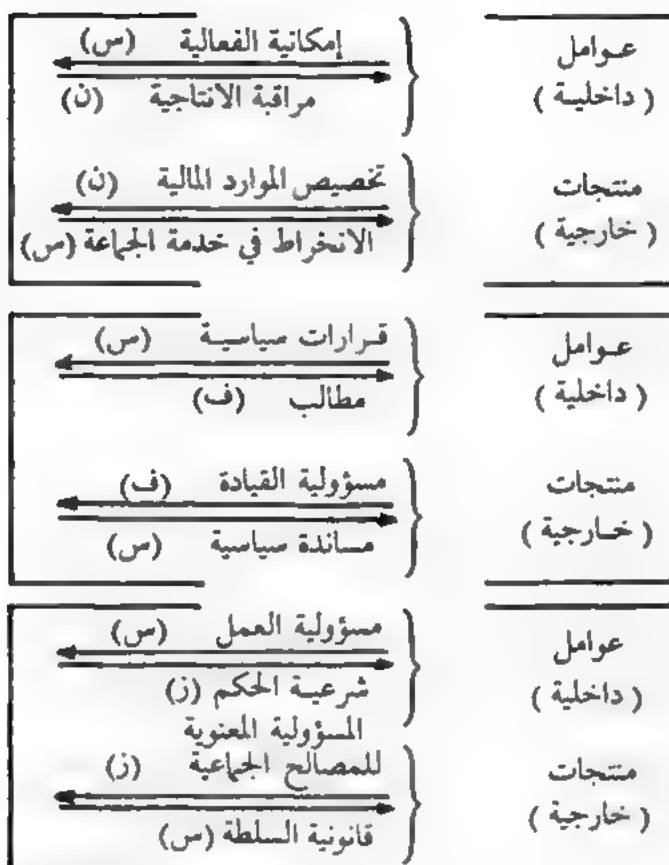 عوامل
(داخلية)
إمكانية الفعالية (س)
مراقبة الانتاجية (ن)
منتجات
(خارجية)
تخصيص الموارد المالية (ن)
الانخراط في خدمة الجماعة (س)
عوامل
(داخلية)
قرارات سياسية (س)
مطالب (ف)
منتجات
(خارجية)
مسؤولية القيادة (ف)
مساندة سياسية (س)
عوامل
(داخلية)
مسؤولية العمل (س)
شرعية الحكم (ز)
منتجات
(خارجية)
المسؤولية المعنوية
للمصالح الجماعية (ز)
قانونية السلطة (س)